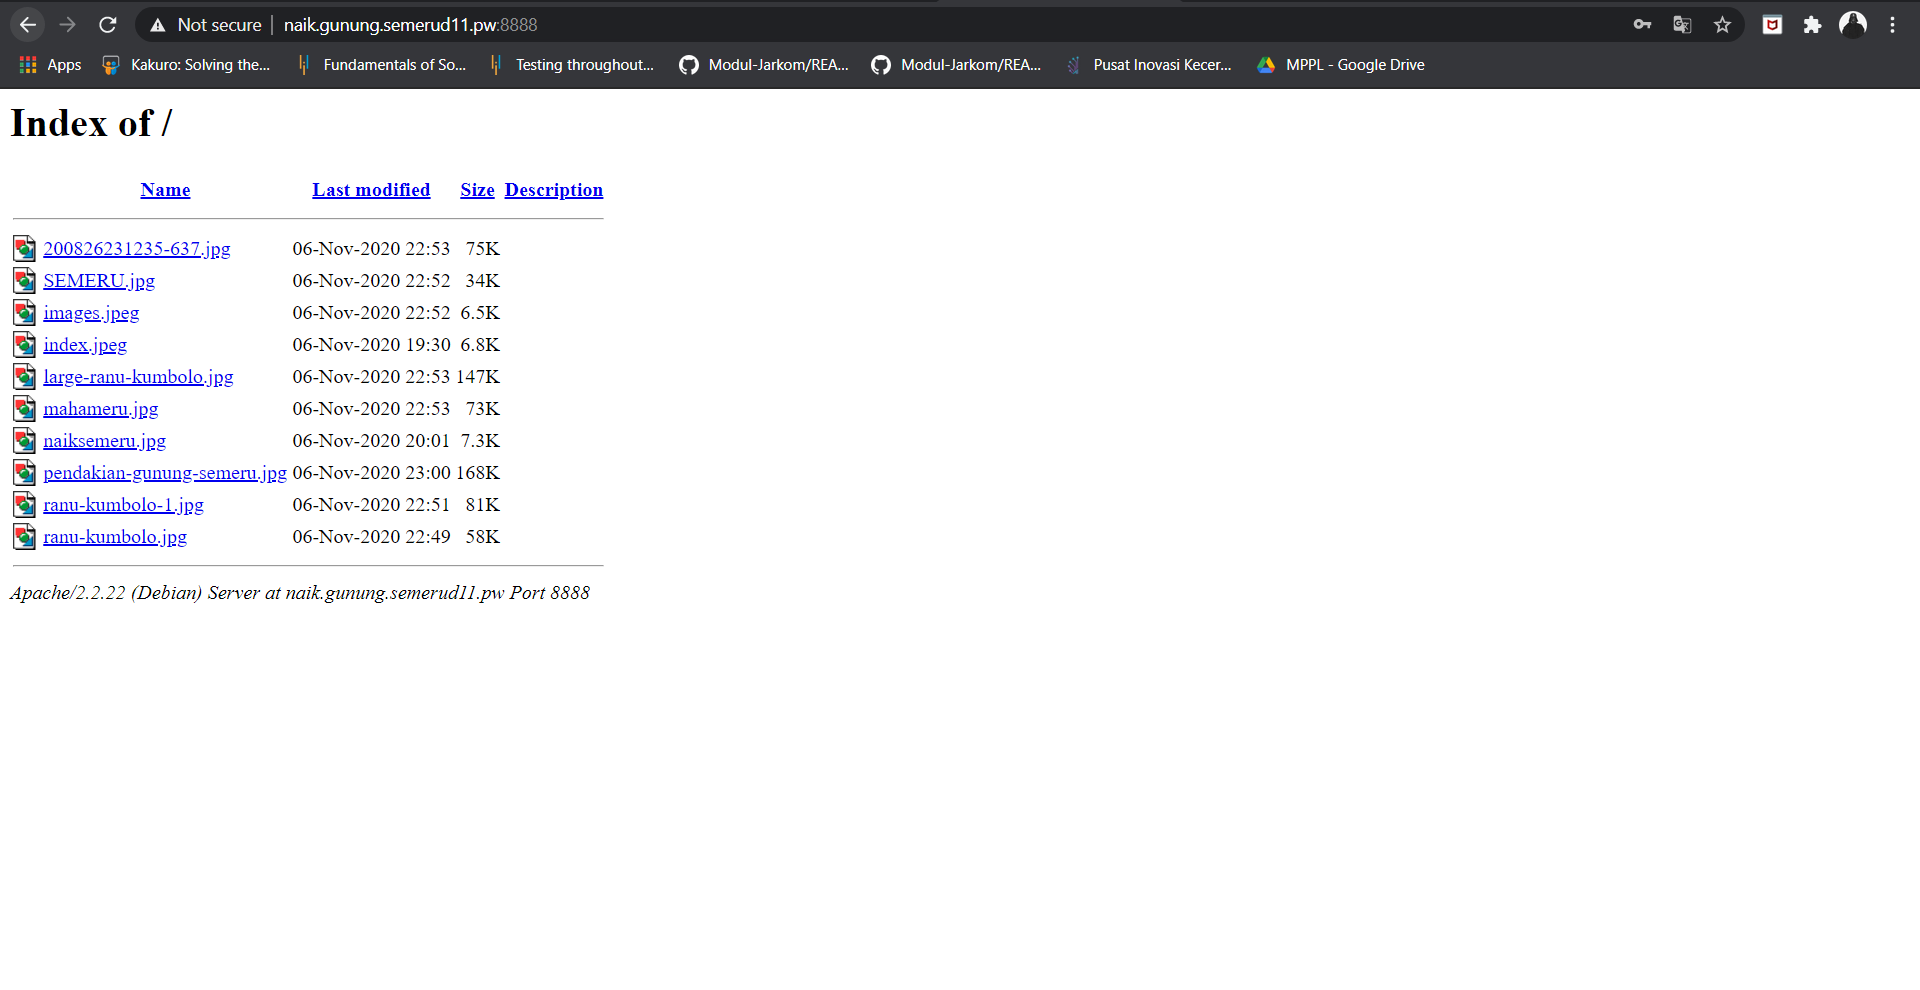 Not secure naik.gunung.semerud11.pw:8888
Apps Kakuro: Solving the... Fundamentals of So... Testing throughout... Modul-Jarkom/REA... Modul-Jarkom/REA... Pusat Inovasi Kecer... MPPL - Google Drive
Index of /
Name Last modified Size Description
200826231235-637.jpg 06-Nov-2020 22:53 75K
SEMERU.jpg 06-Nov-2020 22:52 34K
images.jpeg 06-Nov-2020 22:52 6.5K
index.jpeg 06-Nov-2020 19:30 6.8K
large-ranu-kumbolo.jpg 06-Nov-2020 22:53 147K
mahameru.jpg 06-Nov-2020 22:53 73K
naiksemeru.jpg 06-Nov-2020 20:01 7.3K
pendakian-gunung-semeru.jpg 06-Nov-2020 23:00 168K
ranu-kumbolo-1.jpg 06-Nov-2020 22:51 81K
ranu-kumbolo.jpg 06-Nov-2020 22:49 58K
Apache/2.2.22 (Debian) Server at naik.gunung.semerud11.pw Port 8888